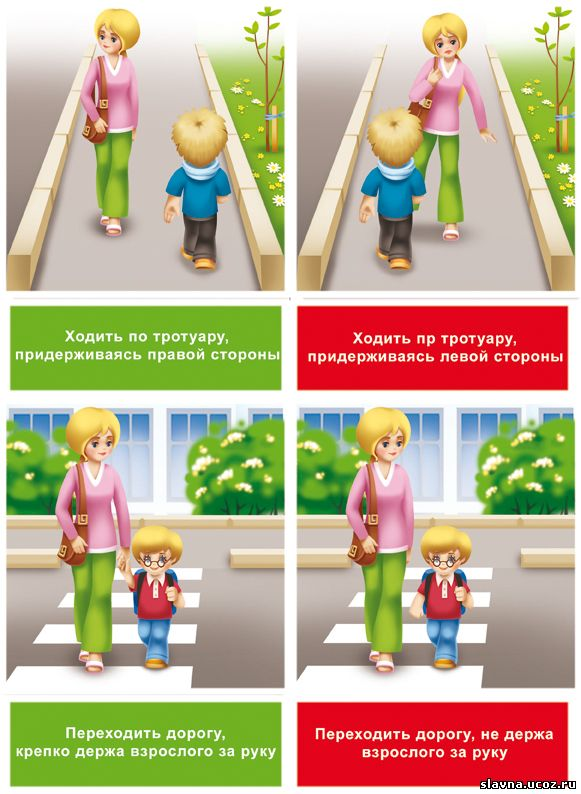 Ходить по тротуару,
придерживаясь правой стороны
Ходить пр тротуару,
придерживаясь левой стороны
Переходить дорогу,
крепко держа взрослого за руку
Переходить дорогу, не держа
взрослого за руку
slavna.ucoz.ru